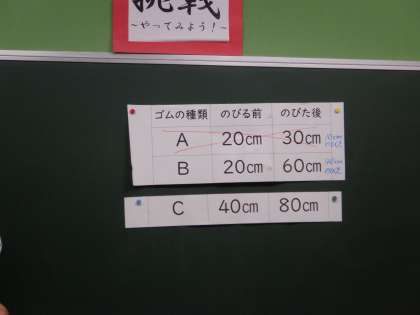 挑戦
～やってみよう！～
ゴムの種類 のびる前 のびた後
A 20cm 30cm
B 20cm 60cm
C 40cm 80cm